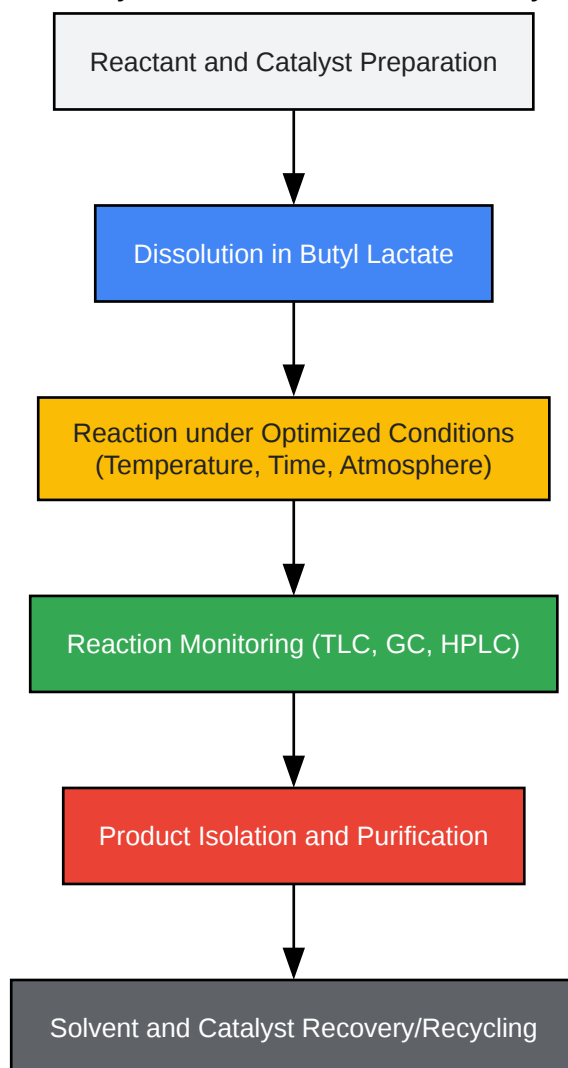 Reactant and Catalyst Preparation
Dissolution in Butyl Lactate
Reaction under Optimized Conditions
(Temperature, Time, Atmosphere)
Reaction Monitoring (TLC, GC, HPLC)
Product Isolation and Purification
Solvent and Catalyst Recovery/Recycling